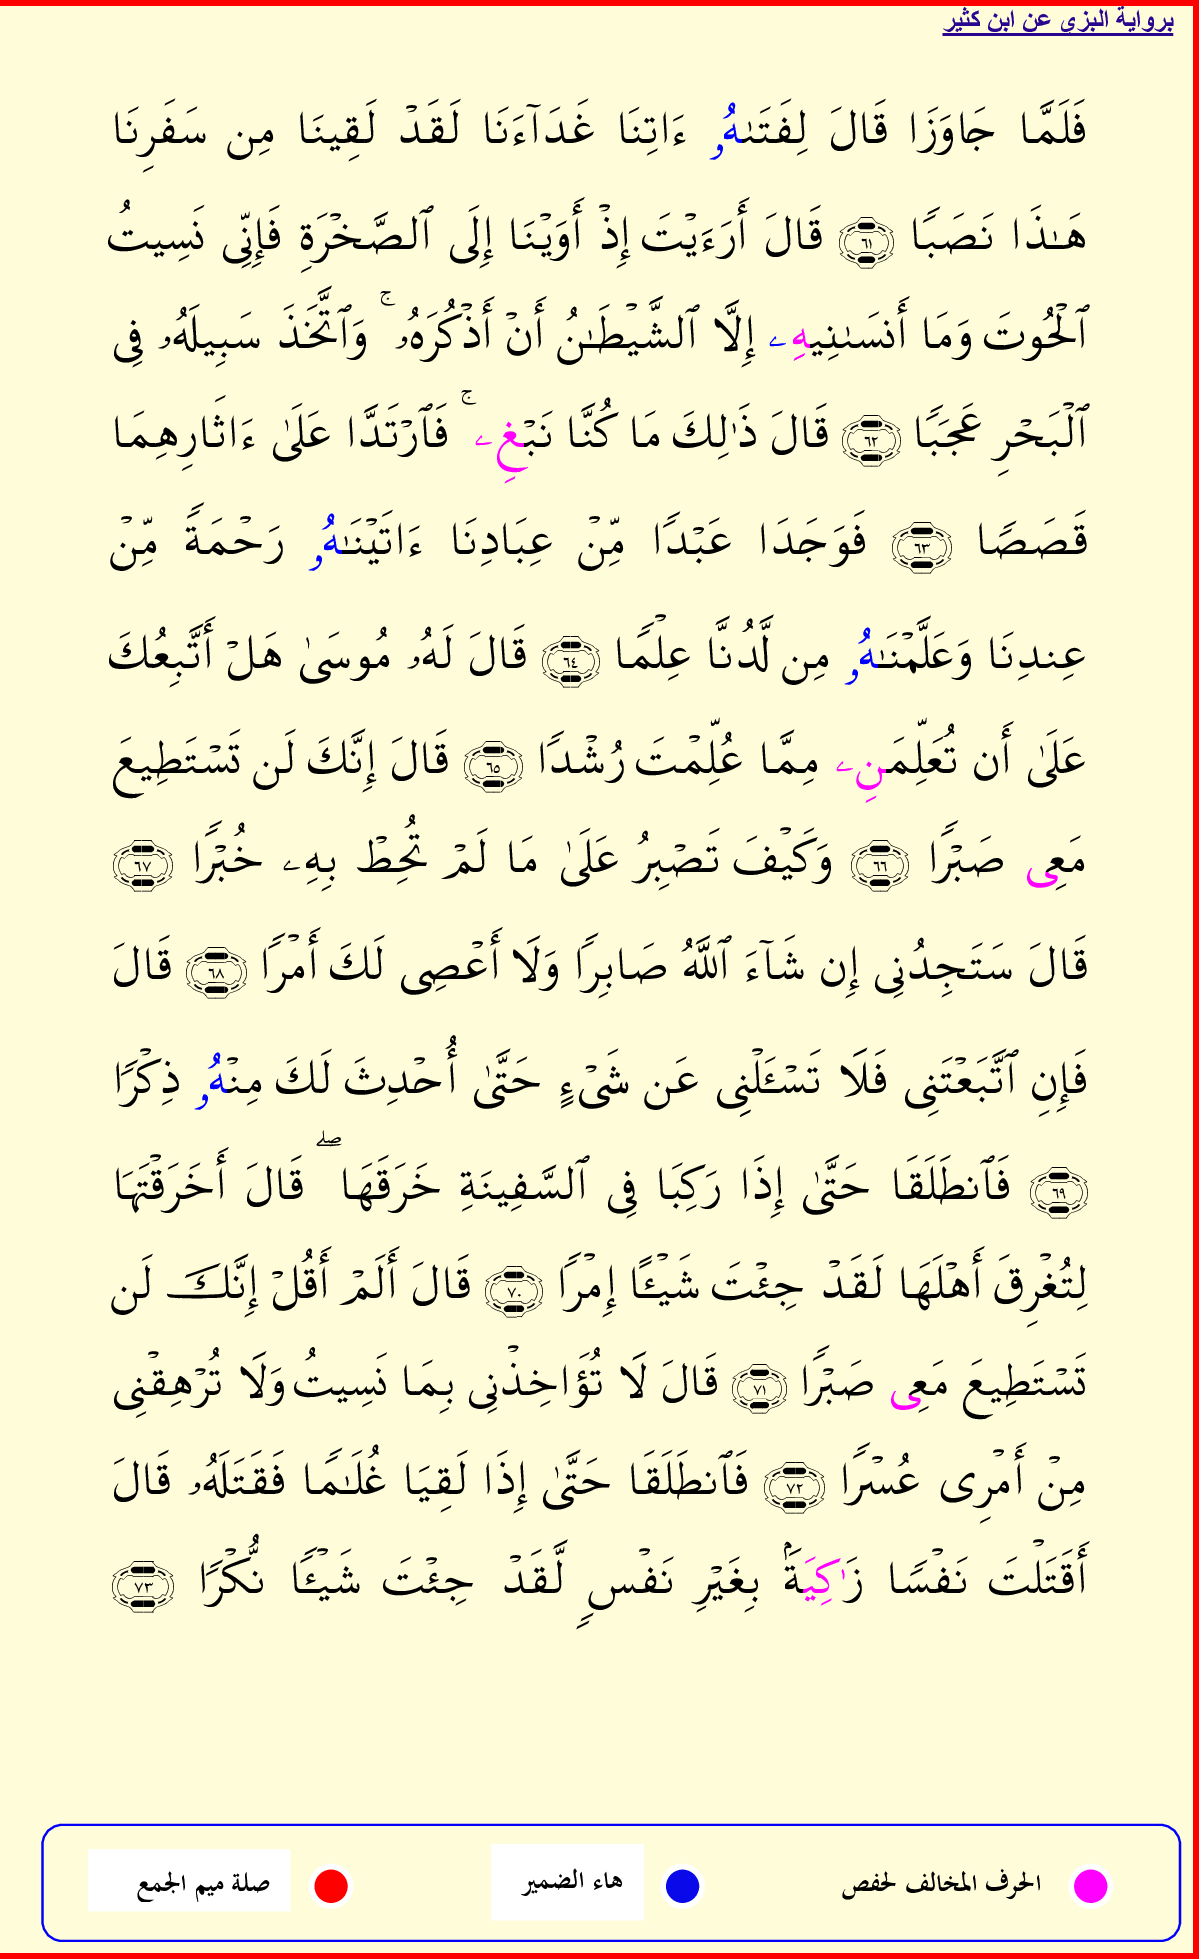 برواية البزى عن ابن كثير
فَلَمَّا جَاوَزَا قَالَ لِفَتَىٰهُۥ ءَاتِنَا غَدَآءَنَا لَقَدۡ لَقِينَا مِن سَفَرِنَا
هَـٰذَا نَصَبًا ٦١ قَالَ أَرَءَيۡتَ إِذۡ أَوَيۡنَا إِلَى ٱلصَّخۡرَةِ فَإِنِّى نَسِيتُ
ٱلۡحُوتَ وَمَا أَنسَىٰنِيهِۦ إِلَّا ٱلشَّيۡطَـٰنُ أَنۡ أَذۡكُرَهُۥ ۚ وَٱتَّخَذَ سَبِيلَهُۥ فِى
ٱلۡبَحۡرِ عَجَبًا ٦٢ قَالَ ذَٰلِكَ مَا كُنَّا نَبۡغِۦ ۚ فَٱرۡتَدَّا عَلَىٰ ءَاثَارِهِمَا
قَصَصًا ٦٣ فَوَجَدَا عَبۡدًا مِّنۡ عِبَادِنَا ءَاتَيۡنَـٰهُۥ رَحۡمَةً مِّنۡ
عِندِنَا وَعَلَّمۡنَـٰهُۥ مِن لَّدُنَّا عِلۡمًا ٦٤ قَالَ لَهُۥ مُوسَىٰ هَلۡ أَتَّبِعُكَ
عَلَىٰ أَن تُعَلِّمَنِۦ مِمَّا عُلِّمۡتَ رُشۡدًا ٦٥ قَالَ إِنَّكَ لَن تَسۡتَطِيعَ
مَعِى صَبۡرًا ٦٦ وَكَيۡفَ تَصۡبِرُ عَلَىٰ مَا لَمۡ تُحِطۡ بِهِۦ خُبۡرًا ٦٧
قَالَ سَتَجِدُنِى إِن شَآءَ ٱللَّهُ صَابِرًا وَلَا أَعۡصِى لَكَ أَمۡرًا ٦٨ قَالَ
فَإِنِ ٱتَّبَعۡتَنِى فَلَا تَسۡـَٔلۡنِى عَن شَىۡءٍ حَتَّىٰ أُحۡدِثَ لَكَ مِنۡهُۥ ذِكۡرًا
٦٩ فَٱنطَلَقَا حَتَّىٰ إِذَا رَكِبَا فِى ٱلسَّفِينَةِ خَرَقَهَا ۖ قَالَ أَخَرَقۡتَهَا
لِتُغۡرِقَ أَهۡلَهَا لَقَدۡ جِئۡتَ شَيۡـًٔا إِمۡرًا ٧٠ قَالَ أَلَمۡ أَقُلۡ إِنَّكَ لَن
تَسۡتَطِيعَ مَعِى صَبۡرًا ٧١ قَالَ لَا تُؤَاخِذۡنِى بِمَا نَسِيتُ وَلَا تُرۡهِقۡنِى
مِنۡ أَمۡرِى عُسۡرًا ٧٢ فَٱنطَلَقَا حَتَّىٰ إِذَا لَقِيَا غُلَـٰمًا فَقَتَلَهُۥ قَالَ
أَقَتَلۡتَ نَفۡسًا زَٰكِيَةَۢ بِغَيۡرِ نَفۡسٍ لَّقَدۡ جِئۡتَ شَيۡـًٔا نُّكۡرًا ٧٣
الحرف المخالف لحفص
هاء الضمير
صلة ميم الجمع